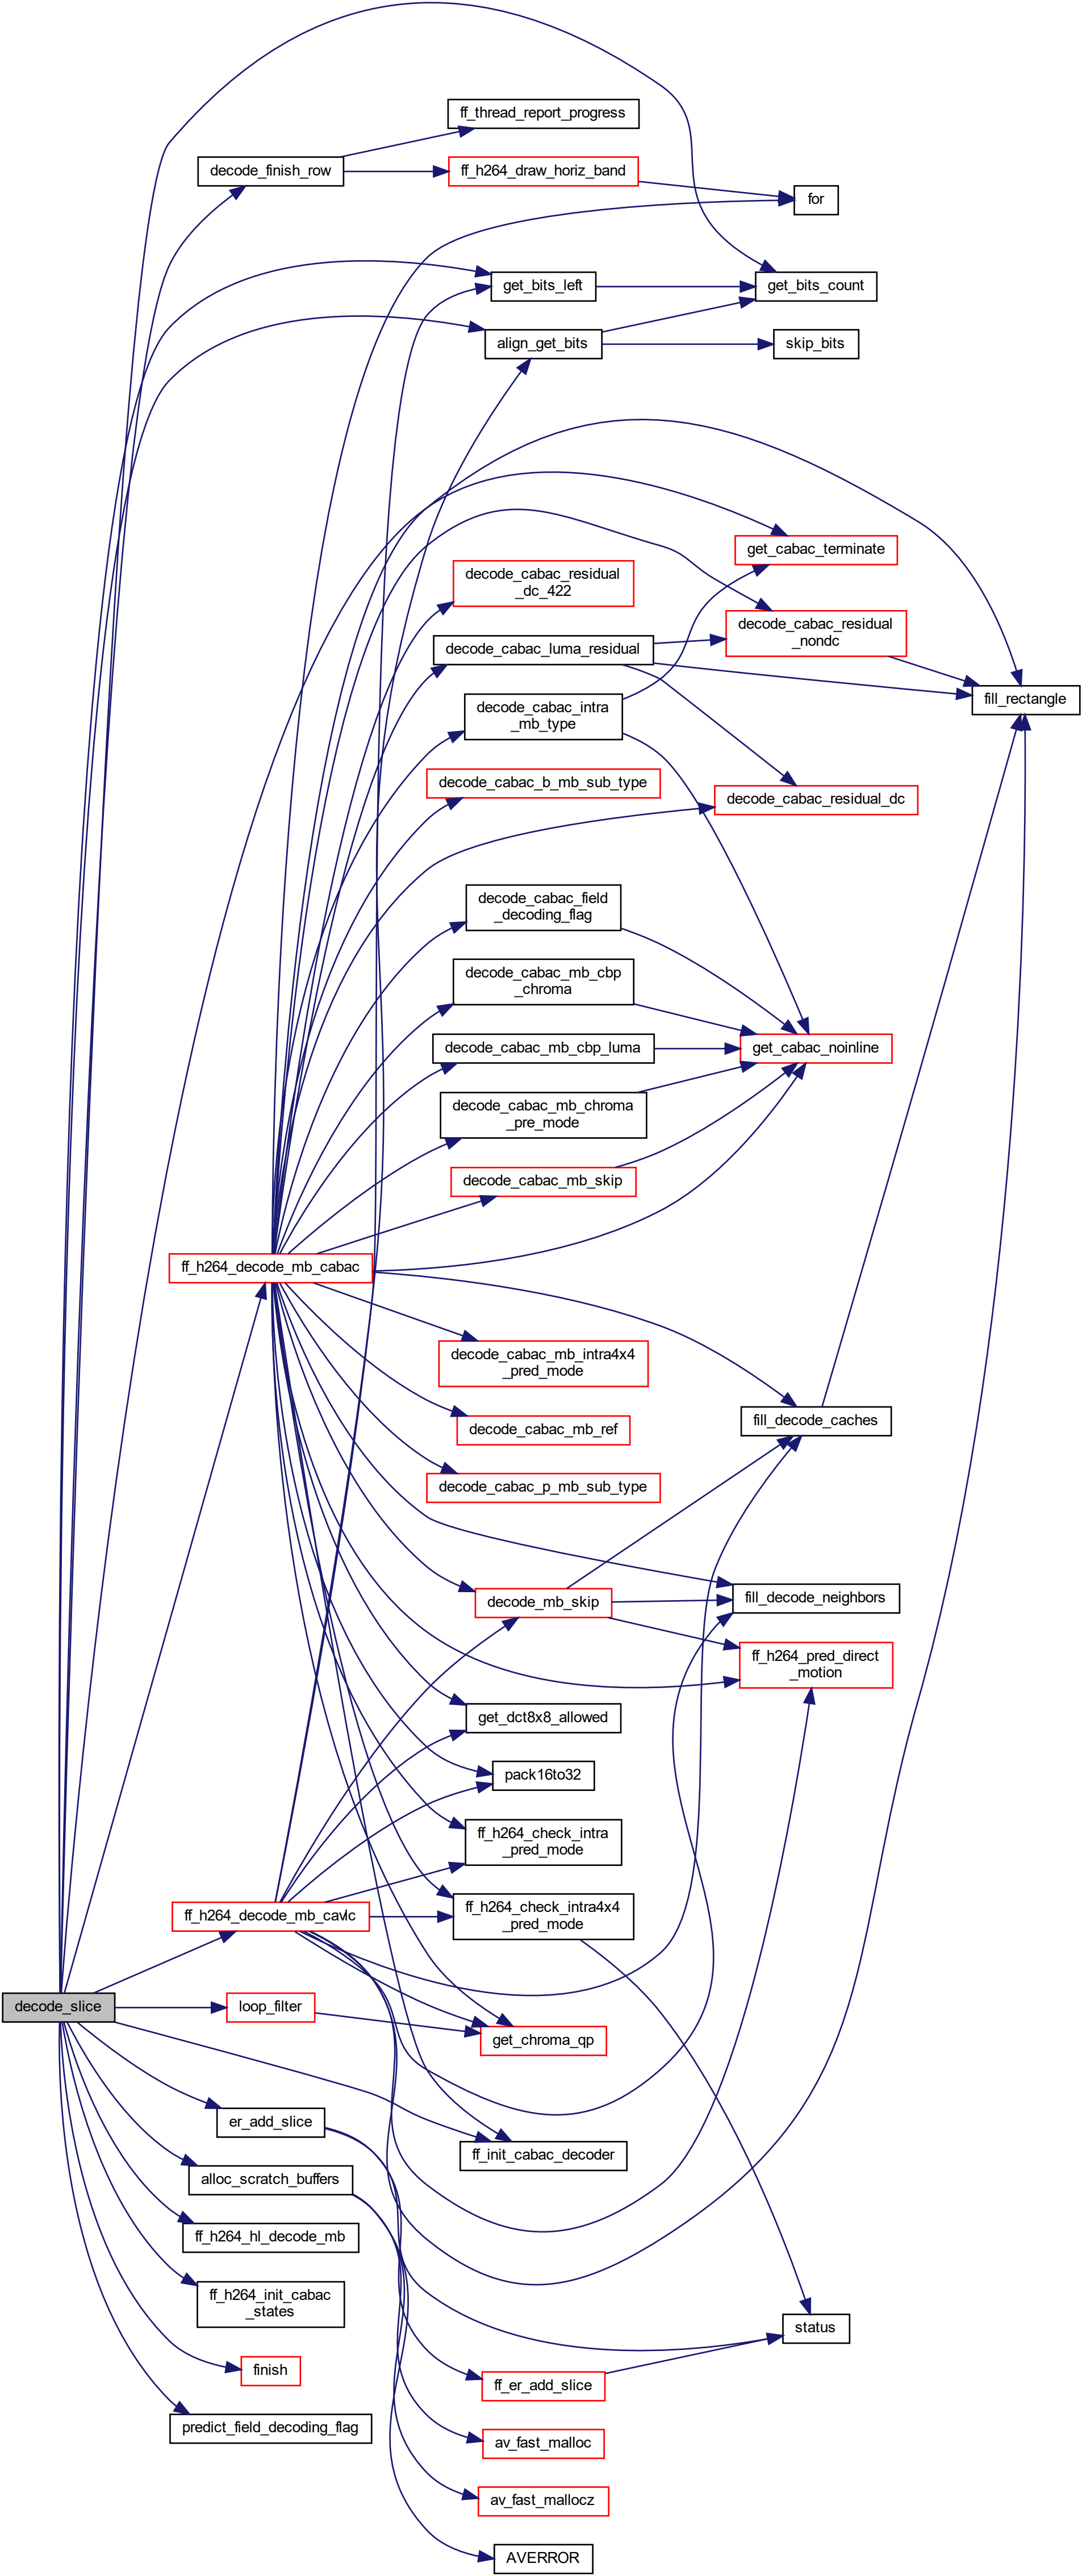 ff_thread_report_progress
decode_finish_row
ff_h264_draw_horiz_band
for
get_bits_left
get_bits_count
align_get_bits
skip_bits
get_cabac_terminate
decode_cabac_residual
_dc_422
decode_cabac_residual
_nondc
decode_cabac_luma_residual
fill_rectangle
decode_cabac_intra
_mb_type
decode_cabac_b_mb_sub_type
decode_cabac_residual_dc
decode_cabac_field
_decoding_flag
decode_cabac_mb_cbp
_chroma
decode_cabac_mb_cbp_luma
get_cabac_noinline
decode_cabac_mb_chroma
_pre_mode
decode_cabac_mb_skip
ff_h264_decode_mb_cabac
decode_cabac_mb_intra4x4
_pred_mode
fill_decode_caches
decode_cabac_mb_ref
decode_cabac_p_mb_sub_type
decode_mb_skip
fill_decode_neighbors
ff_h264_pred_direct
_motion
get_dct8x8_allowed
pack16to32
ff_h264_check_intra
_pred_mode
ff_h264_decode_mb_cavlc
ff_h264_check_intra4x4
_pred_mode
decode_slice
loop_filter
get_chroma_qp
er_add_slice
ff_init_cabac_decoder
alloc_scratch_buffers
ff_h264_hl_decode_mb
ff_h264_init_cabac
_states
status
finish
ff_er_add_slice
predict_field_decoding_flag
av_fast_malloc
av_fast_mallocz
AVERROR